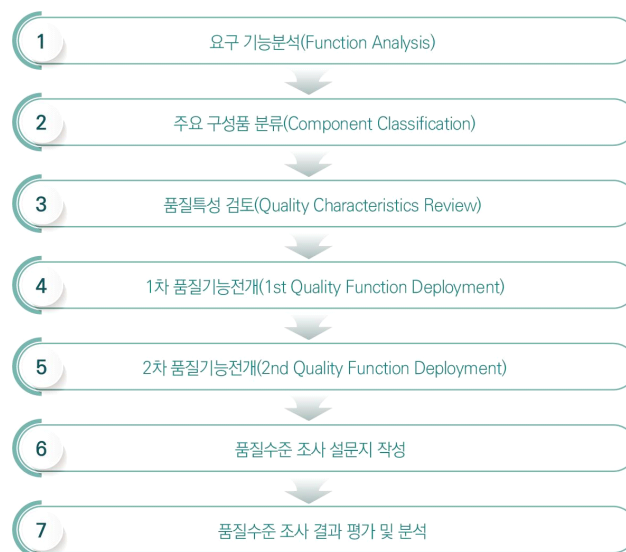 1 요구 기능분석(Function Analysis)
2 주요 구성품 분류(Component Classification)
3 품질특성 검토(Quality Characteristics Review)
4 1차 품질기능전개(1st Quality Function Deployment)
5 2차 품질기능전개(2nd Quality Function Deployment)
6 품질수준 조사 설문지 작성
7 품질수준 조사 결과 평가 및 분석